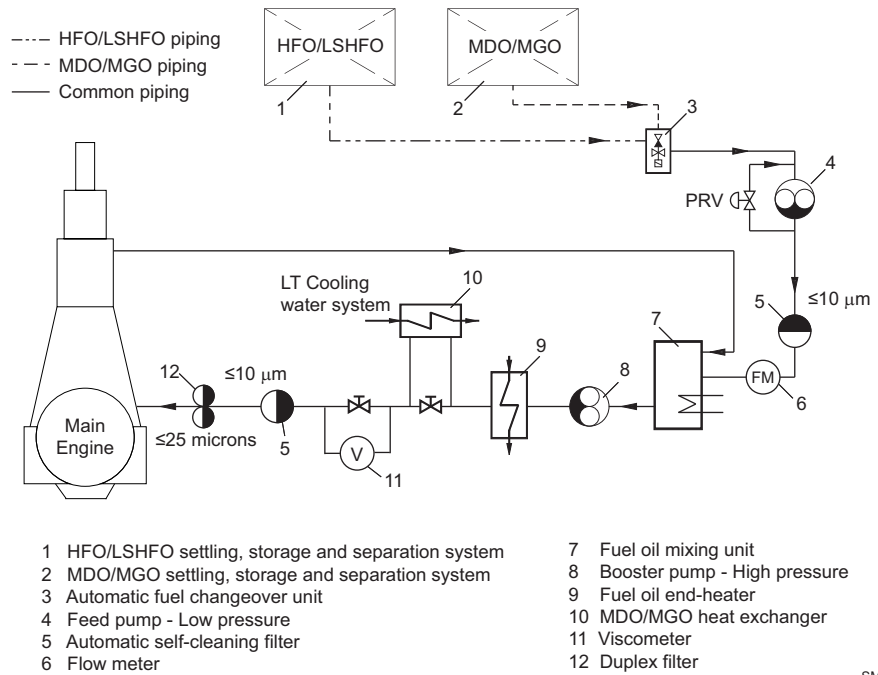 HFO/LSHFO piping
MDO/MGO piping
Common piping
HFO/LSHFO
MDO/MGO
1
2
3
4
PRV
LT Cooling
water system
10
5
≤10 μm
7
9
8
FM
6
12
≤10 μm
Main
Engine
≤25 microns
5
V
11
1 HFO/LSHFO settling, storage and separation system
2 MDO/MGO settling, storage and separation system
3 Automatic fuel changeover unit
4 Feed pump - Low pressure
5 Automatic self-cleaning filter
6 Flow meter
7 Fuel oil mixing unit
8 Booster pump - High pressure
9 Fuel oil end-heater
10 MDO/MGO heat exchanger
11 Viscometer
12 Duplex filter